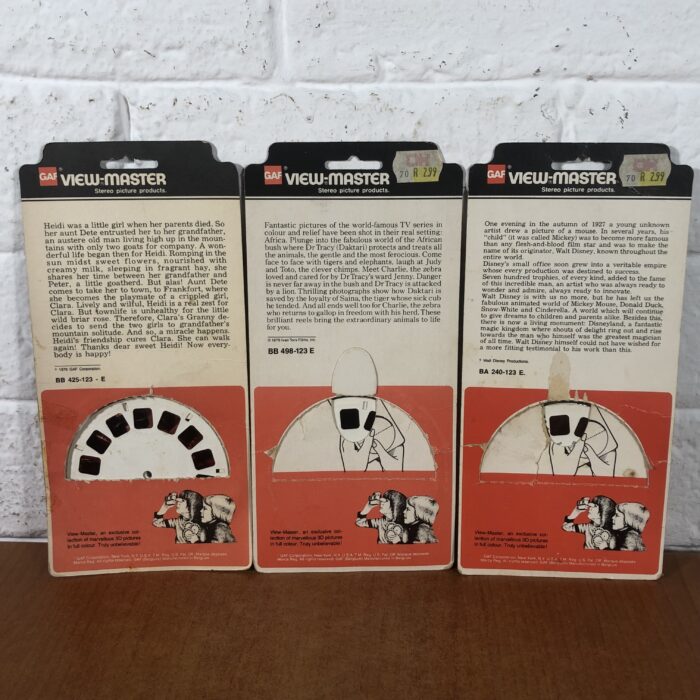 GAF VIEW-MASTER
Stereo picture products.
Heidi was a little girl when her parents died. So
her aunt Dete entrusted her to her grandfather,
an austere old man living high up in the moun-
tains with only two goats for company. A won-
derful life began then for Heidi. Romping in the
sun midst sweet flowers, nourished with
creamy milk, sleeping in fragrant hay, she
shares her time between her grandfather and
Peter, a little goatherd. But alas! Aunt Dete
comes to take her to town, to Frankfort, where
she becomes the playmate of a crippled girl,
Clara. Lively and wilful, Heidi is a real zest for
Clara. But townlife is unhealthy for the little
wild briar rose. Therefore, Clara's Granny de-
cides to send the two girls to grandfather's
mountain solitude. And so, a miracle happens.
Heidi's friendship cures Clara. She can walk
again! Thanks dear sweet Heidi! Now every-
body is happy!
GAF Corporation.
BB 425-123 - E
View-Master, an exclusive col-
lection of marvellous 3D pictures
in full colour. Truly unbelievable!
GAF VIEW-MASTER
Stereo picture products.
70 R 2.99
Fantastic pictures of the world-famous TV series in
colour and relief have been shot in their real setting:
Africa. Plunge into the fabulous world of the African
bush where Dr Tracy (Daktari) protects and treats all
the animals, the gentle and the most ferocious. Come
face to face with tigers and elephants, laugh at Judy
and Toto, the clever chimps. Meet Charlie, the zebra
loved and cared for by Dr Tracy's ward Jenny. Danger
is never far away in the bush and Dr Tracy is attacked
by a lion. Thrilling photographs show how Daktari is
saved by the loyalty of Saina, the tiger whose sick cub
he tended. And all ends well too for Charlie, the zebra
who returns to gallop in freedom with his herd. These
brilliant reels bring the extraordinary animals to life
for you.
Ivan Tors Films, Inc.
BB 498-123 E
View-Master, an exclusive col-
lection of marvellous 3D pictures
in full colour. Truly unbelievable!
GAF VIEW-MASTER
Stereo picture products.
70 R 2.99
One evening in the autumn of 1927 a young unknown
artist drew a picture of a mouse. In several years, his
"child" (it was called Mickey) was to become more famous
than any flesh-and-blood film star and was to make the
name of its originator, Walt Disney, known throughout the
entire world.
Disney's small office soon grew into a veritable empire
whose every production was destined to success.
Seven hundred trophies, of every kind, added to the fame
of this incredible man, an artist who was always ready to
wonder and admire, always ready to innovate.
Walt Disney is with us no more, but he has left us the
fabulous animated world of Mickey Mouse, Donald Duck,
Snow-White and Cinderella. A world which will continue
to give dreams to children and parents alike. Besides this,
there is now a living monument: Disneyland, a fantastic
magic kingdom where shouts of delight ring out and rise
towards the man who himself was the greatest magician
of all time. Walt Disney himself could not have wished for
a more fitting testimonial to his work than this.
Walt Disney Productions.
BA 240-123 E.
View-Master, an exclusive col-
lection of marvellous 3D pictures
in full colour. Truly unbelievable!